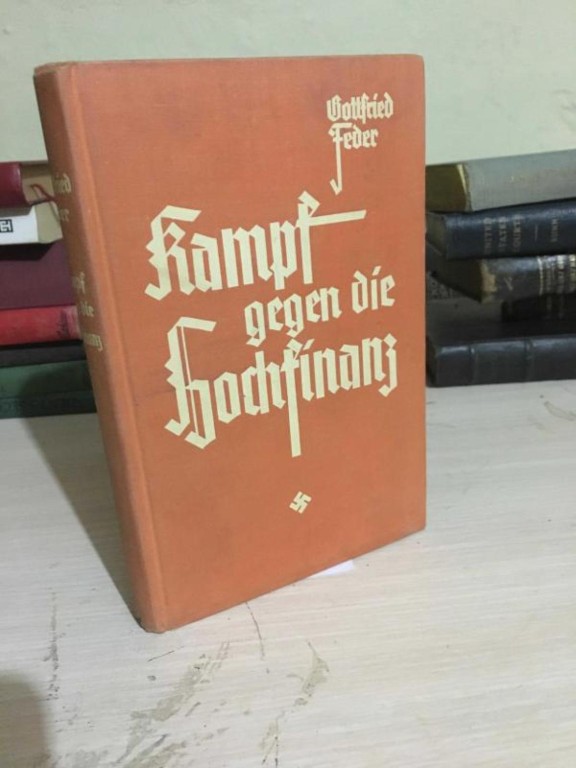 Gottfried
Feder
Kampf
gegen die
Hochfinanz